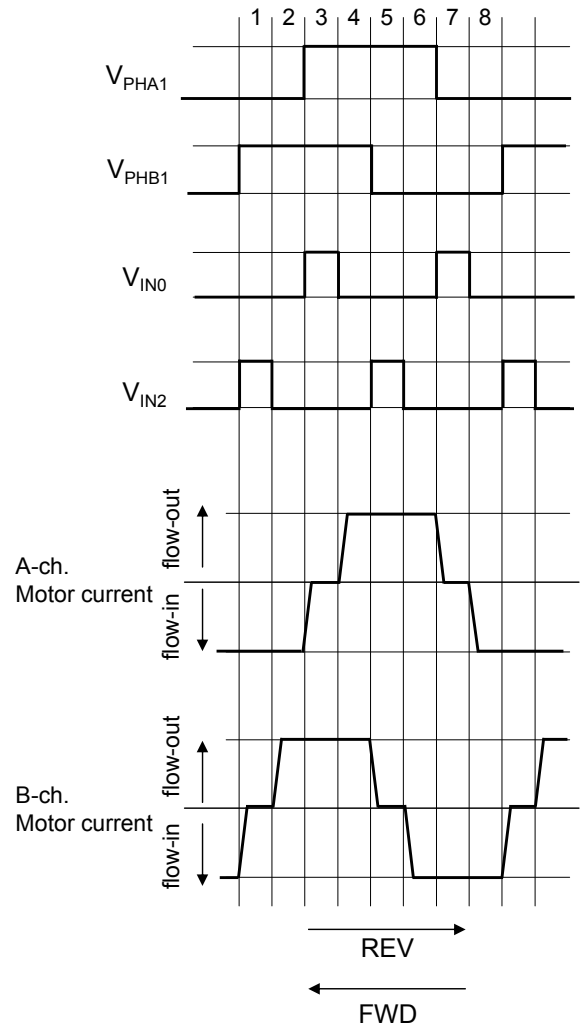 1 2 3 4 5 6 7 8
VPHA1
VPHB1
VIN0
VIN2
flow-out
A-ch.
Motor current
flow-in
flow-out
B-ch.
Motor current
flow-in
REV
FWD